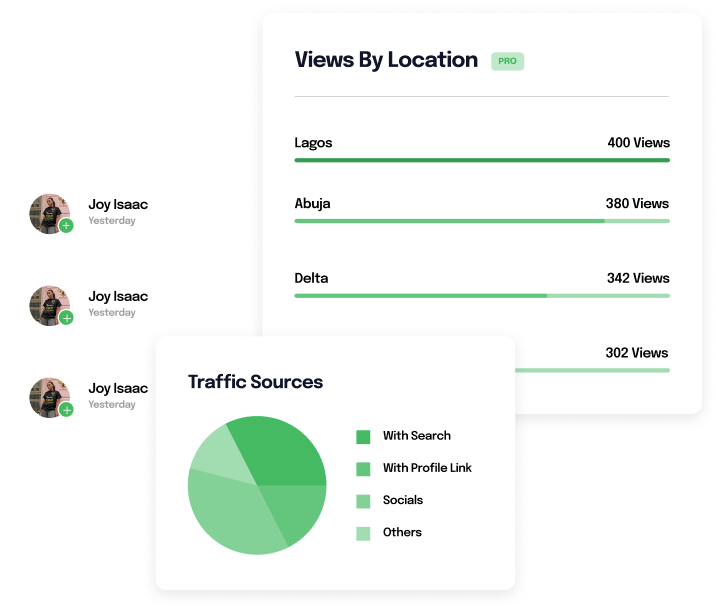 Views By Location PRO
Lagos 400 Views
Abuja 380 Views
Delta 342 Views
302 Views
Joy Isaac
Yesterday
Joy Isaac
Yesterday
Joy Isaac
Yesterday
Traffic Sources
With Search
With Profile Link
Socials
Others